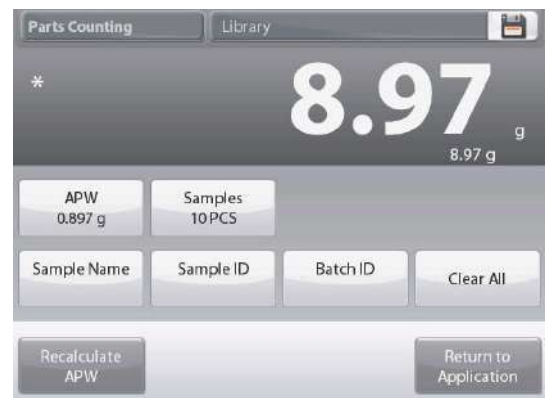 Parts Counting
Library
*
8.97 g
8.97 g
APW
0.897 g
Samples
10 PCS
Sample Name
Sample ID
Batch ID
Clear All
Recalculate
APW
Return to
Application